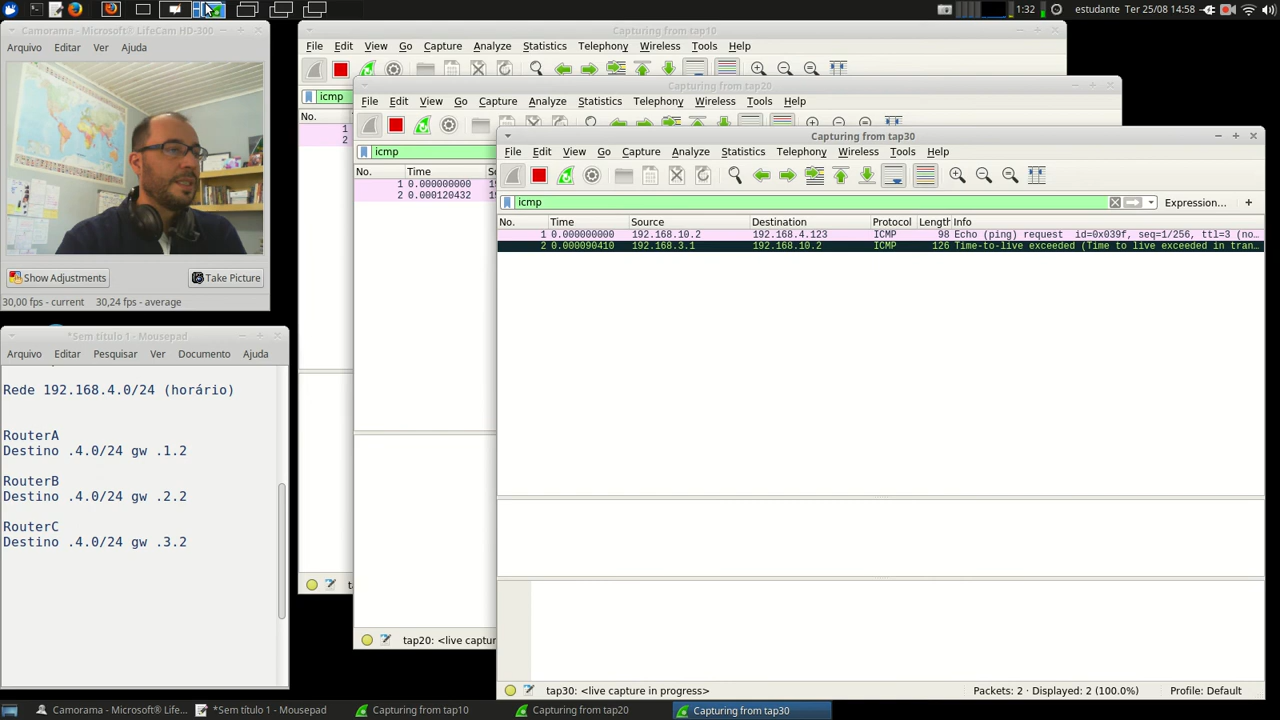 1:32
estudante
Ter 25/08 14:58
Camorama - Microsoft® LifeCam HD-300
Arquivo Editar Ver Ajuda
Show Adjustments
Take Picture
30,00 fps - current 30,24 fps - average
*Sem título 1 - Mousepad
Arquivo Editar Pesquisar Ver Documento Ajuda
Rede 192.168.4.0/24 (horário)
RouterA
Destino .4.0/24 gw .1.2
RouterB
Destino .4.0/24 gw .2.2
RouterC
Destino .4.0/24 gw .3.2
Capturing from tap10
File Edit View Go Capture Analyze Statistics Telephony Wireless Tools Help
icmp
No.
1
2
Capturing from tap20
File Edit View Go Capture Analyze Statistics Telephony Wireless Tools Help
icmp
No. Time
1 0.000000000
2 0.000120432
tap20: <live captur
Capturing from tap30
File Edit View Go Capture Analyze Statistics Telephony Wireless Tools Help
icmp
Expression...
No. Time Source Destination Protocol Length Info
1 0.000000000 192.168.10.2 192.168.4.123 ICMP 98 Echo (ping) request id=0x039f, seq=1/256, ttl=3 (no…
2 0.000090410 192.168.3.1 192.168.10.2 ICMP 126 Time-to-live exceeded (Time to live exceeded in tran…
tap30: <live capture in progress>
Packets: 2 · Displayed: 2 (100.0%)
Profile: Default
Camorama - Microsoft® LifeCa...
*Sem título 1 - Mousepad
Capturing from tap10
Capturing from tap20
Capturing from tap30